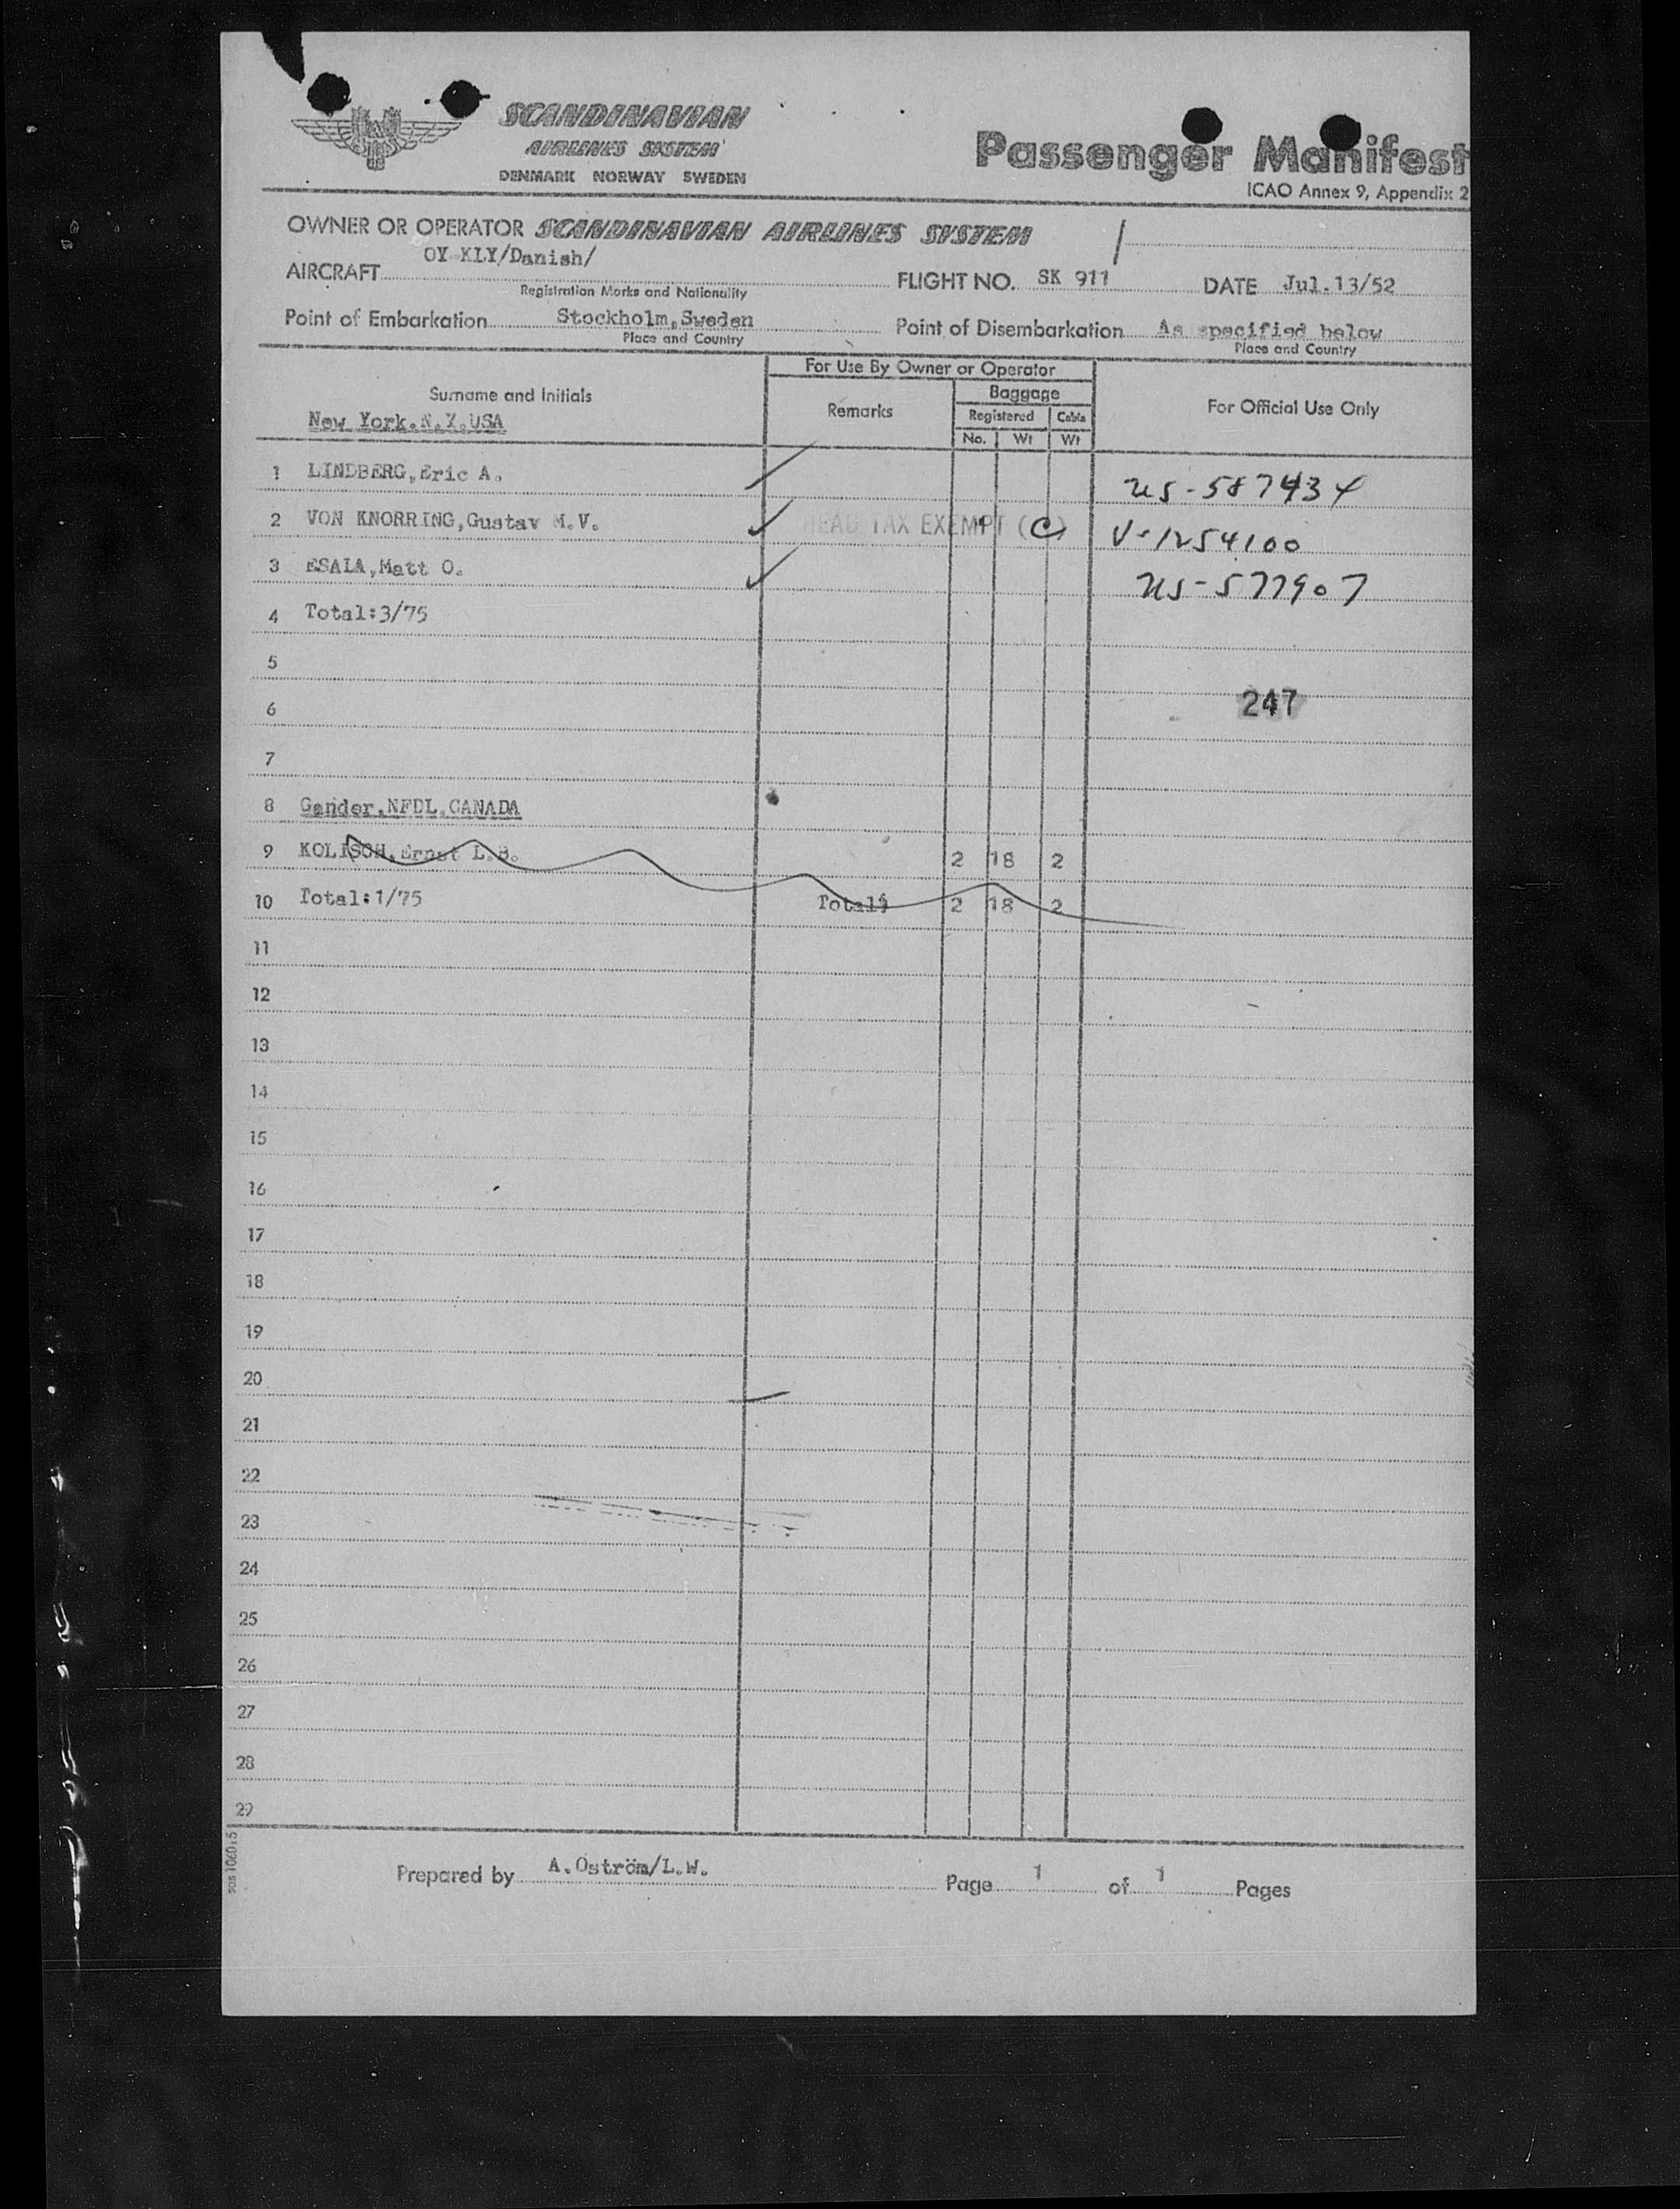 SCANDINAVIAN
AIRLINES SYSTEM
DENMARK NORWAY SWEDEN
Passenger Manifest
ICAO Annex 9, Appendix 2
OWNER OR OPERATOR SCANDINAVIAN AIRLINES SYSTEM
AIRCRAFT OY-KLY/Danish/ FLIGHT NO. SK 911 DATE Jul.13/52
Registration Marks and Nationality
Point of Embarkation Stockholm,Sweden Point of Disembarkation As specified below
Place and Country Place and Country
For Use By Owner or Operator
Surname and Initials Remarks Baggage For Official Use Only
Registered Cabin
New York.N.Y.USA
No. Wt Wt
1 LINDBERG,Eric A. US-587434
2 VON KNORRING,Gustav M.V. HEAD TAX EXEMPT (C) V-1254100
3 ESALA,Matt O. US-577907
4 Total:3/75
5
6 247
7
8 Gander.NFDL.CANADA
9 KOLISCH,Ernst L.B. 2 18 2
10 Total:1/75 Total: 2 18 2
11
12
13
14
15
16
17
18
19
20
21
22
23
24
25
26
27
28
29
sas 1060:5
Prepared by A.Oström/L.W. Page 1 of 1 Pages